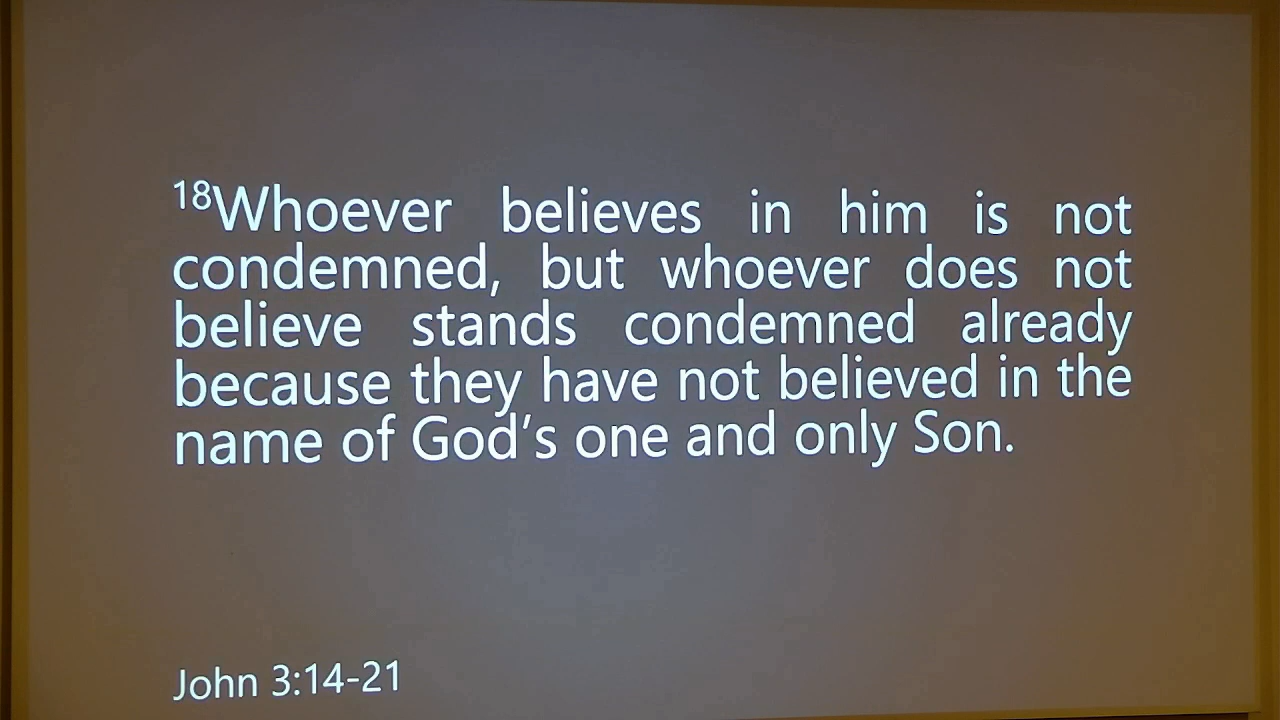 18Whoever believes in him is not
condemned, but whoever does not
believe stands condemned already
because they have not believed in the
name of God's one and only Son.
John 3:14-21